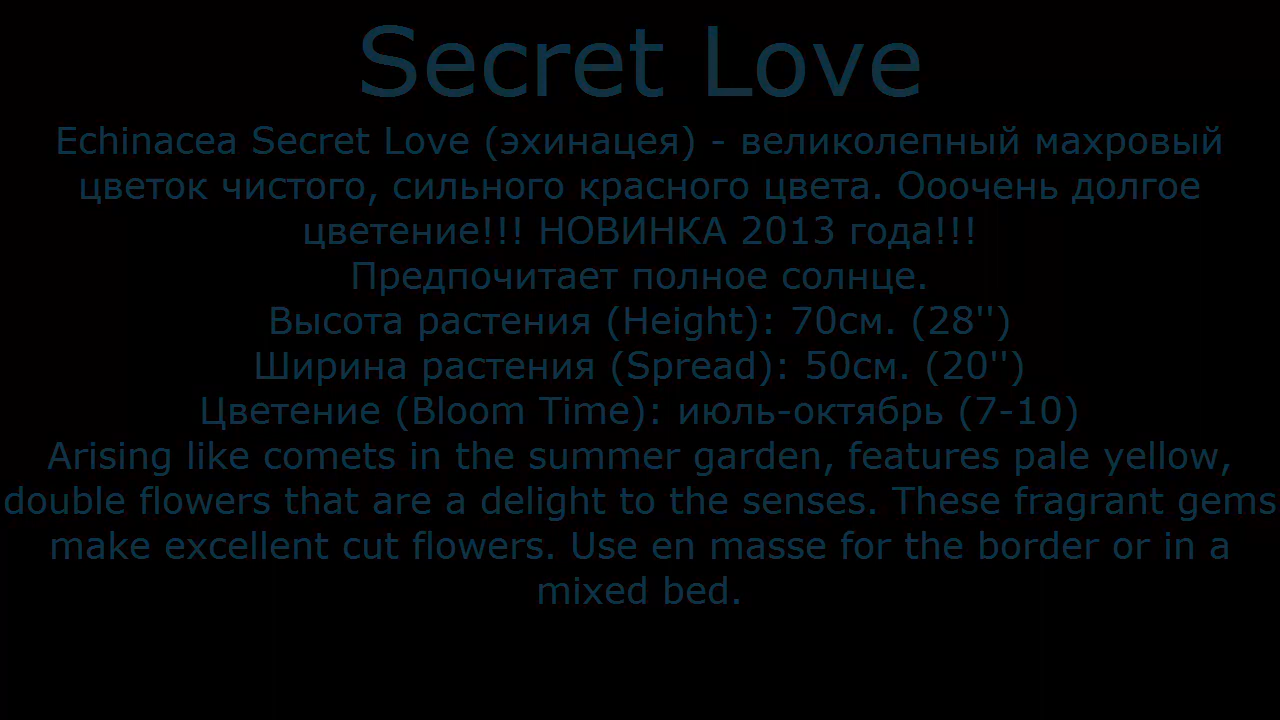 Secret Love
Echinacea Secret Love (эхинацея) - великолепный махровый
цветок чистого, сильного красного цвета. Ооочень долгое
цветение!!! НОВИНКА 2013 года!!!
Предпочитает полное солнце.
Высота растения (Height): 70см. (28'')
Ширина растения (Spread): 50см. (20'')
Цветение (Bloom Time): июль-октябрь (7-10)
Arising like comets in the summer garden, features pale yellow,
double flowers that are a delight to the senses. These fragrant gems
make excellent cut flowers. Use en masse for the border or in a
mixed bed.